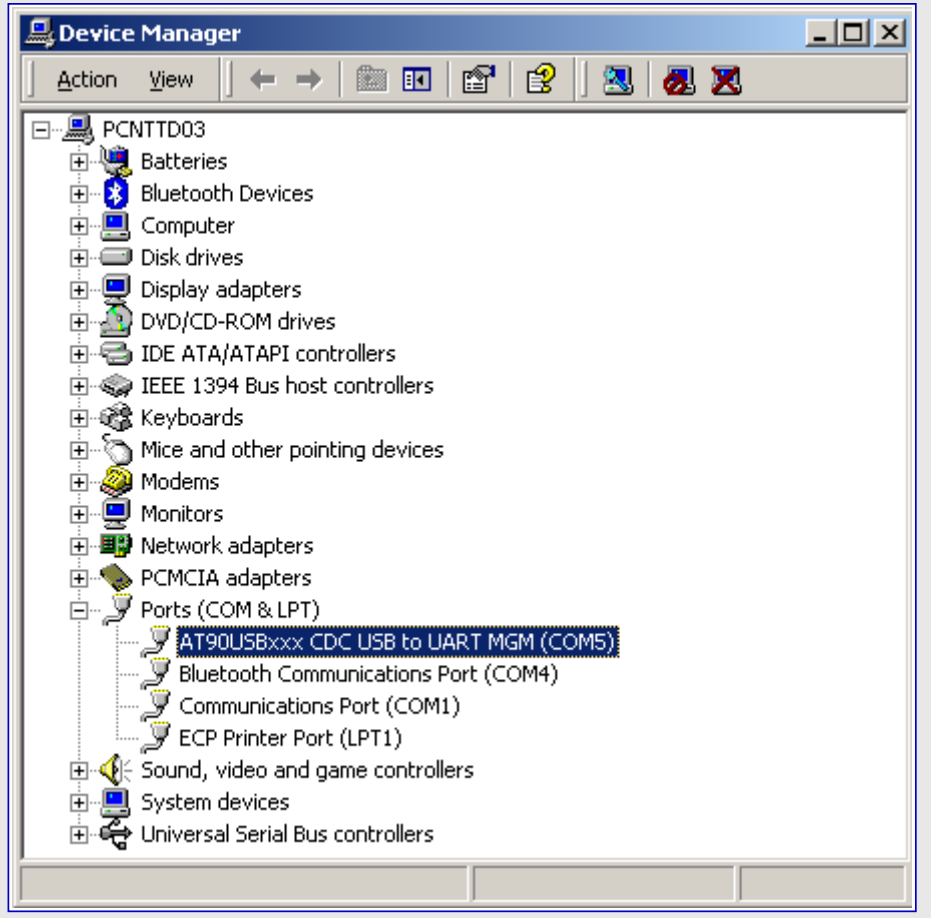 Device Manager
Action View
PCNTTD03
Batteries
Bluetooth Devices
Computer
Disk drives
Display adapters
DVD/CD-ROM drives
IDE ATA/ATAPI controllers
IEEE 1394 Bus host controllers
Keyboards
Mice and other pointing devices
Modems
Monitors
Network adapters
PCMCIA adapters
Ports (COM & LPT)
AT90USBxxx CDC USB to UART MGM (COM5)
Bluetooth Communications Port (COM4)
Communications Port (COM1)
ECP Printer Port (LPT1)
Sound, video and game controllers
System devices
Universal Serial Bus controllers